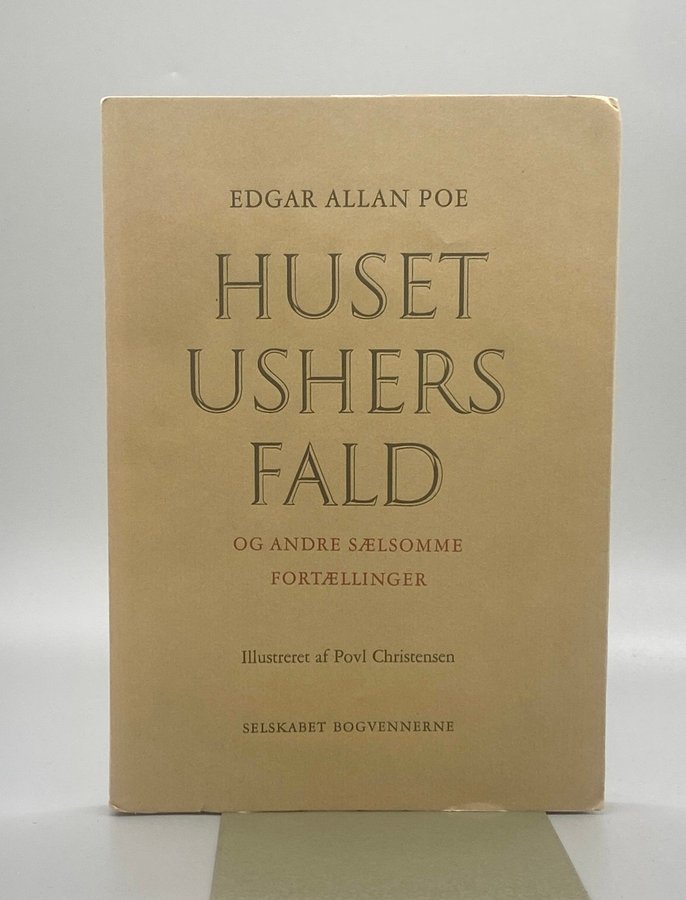 EDGAR ALLAN POE
HUSET
USHERS
FALD
OG ANDRE SÆLSOMME
FORTÆLLINGER
Illustreret af Povl Christensen
SELSKABET BOGVENNERNE